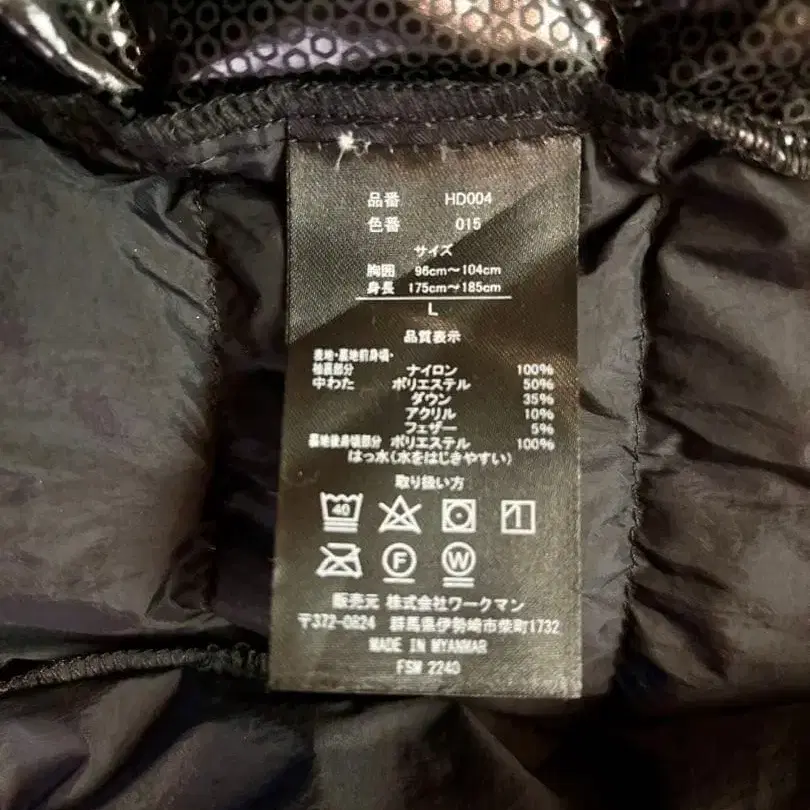 品番 HD004
色番 015
サイズ
胸囲 96cm～104cm
身長 175cm～185cm
L
品質表示
表地・裏地前身頃・
袖裏部分 ナイロン 100%
中わた ポリエステル 50%
ダウン 35%
アクリル 10%
フェザー 5%
裏地後身頃部分 ポリエステル 100%
はっ水(水をはじきやすい)
取り扱い方
40
F W
販売元 株式会社ワークマン
〒372-0824 群馬県伊勢崎市柴町1732
MADE IN MYANMAR
FSM 2240